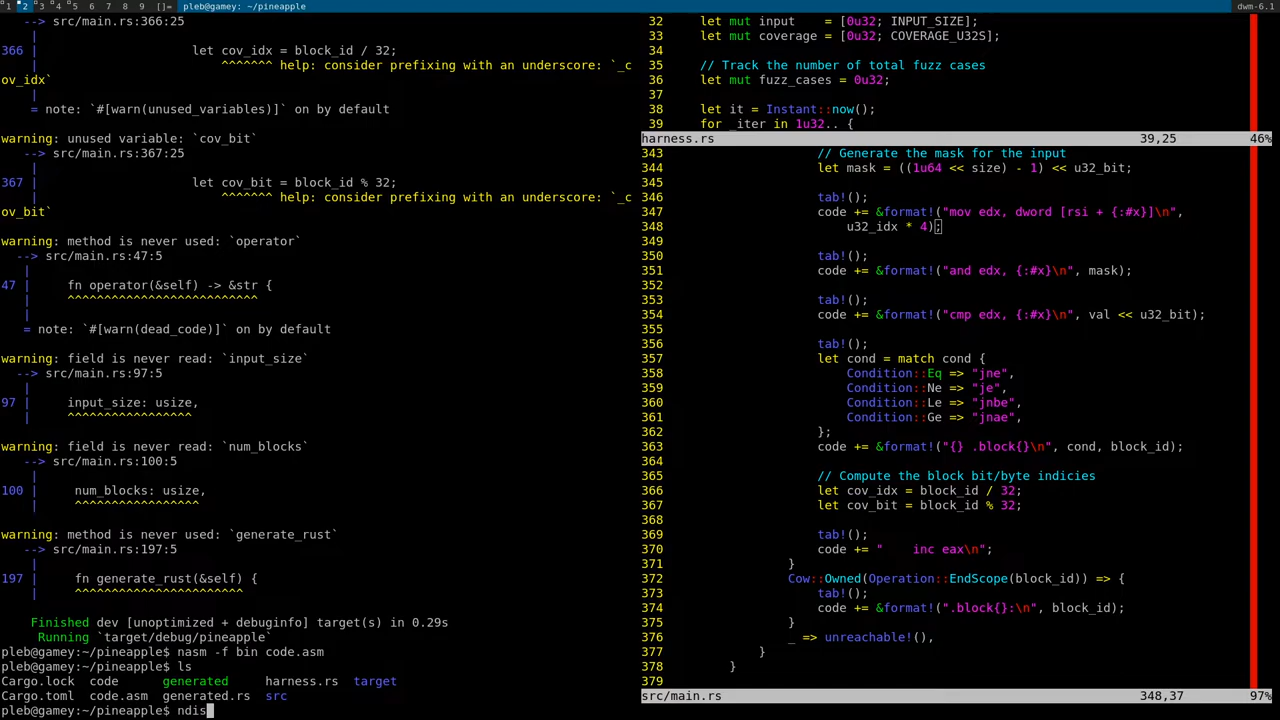 1 2 3 4 5 6 7 8 9 []= pleb@gamey: ~/pineapple dwm-6.1
--> src/main.rs:366:25
|
366 | let cov_idx = block_id / 32;
| ^^^^^^^ help: consider prefixing with an underscore: `_c
ov_idx`
|
= note: `#[warn(unused_variables)]` on by default
warning: unused variable: `cov_bit`
--> src/main.rs:367:25
|
367 | let cov_bit = block_id % 32;
| ^^^^^^^ help: consider prefixing with an underscore: `_c
ov_bit`
warning: method is never used: `operator`
--> src/main.rs:47:5
|
47 | fn operator(&self) -> &str {
| ^^^^^^^^^^^^^^^^^^^^^^^^^^
|
= note: `#[warn(dead_code)]` on by default
warning: field is never read: `input_size`
--> src/main.rs:97:5
|
97 | input_size: usize,
| ^^^^^^^^^^^^^^^^^
warning: field is never read: `num_blocks`
--> src/main.rs:100:5
|
100 | num_blocks: usize,
| ^^^^^^^^^^^^^^^^^
warning: method is never used: `generate_rust`
--> src/main.rs:197:5
|
197 | fn generate_rust(&self) {
| ^^^^^^^^^^^^^^^^^^^^^^^
Finished dev [unoptimized + debuginfo] target(s) in 0.29s
Running `target/debug/pineapple`
pleb@gamey:~/pineapple$ nasm -f bin code.asm
pleb@gamey:~/pineapple$ ls
Cargo.lock code generated harness.rs target
Cargo.toml code.asm generated.rs src
pleb@gamey:~/pineapple$ ndis
32 let mut input = [0u32; INPUT_SIZE];
33 let mut coverage = [0u32; COVERAGE_U32S];
34
35 // Track the number of total fuzz cases
36 let mut fuzz_cases = 0u32;
37
38 let it = Instant::now();
39 for _iter in 1u32.. {
harness.rs 39,25 46%
343 // Generate the mask for the input
344 let mask = ((1u64 << size) - 1) << u32_bit;
345
346 tab!();
347 code += &format!("mov edx, dword [rsi + {:#x}]\n",
348 u32_idx * 4);
349
350 tab!();
351 code += &format!("and edx, {:#x}\n", mask);
352
353 tab!();
354 code += &format!("cmp edx, {:#x}\n", val << u32_bit);
355
356 tab!();
357 let cond = match cond {
358 Condition::Eq => "jne",
359 Condition::Ne => "je",
360 Condition::Le => "jnbe",
361 Condition::Ge => "jnae",
362 };
363 code += &format!("{} .block{}\n", cond, block_id);
364
365 // Compute the block bit/byte indicies
366 let cov_idx = block_id / 32;
367 let cov_bit = block_id % 32;
368
369 tab!();
370 code += "    inc eax\n";
371 }
372 Cow::Owned(Operation::EndScope(block_id)) => {
373 tab!();
374 code += &format!(".block{}:\n", block_id);
375 }
376 _ => unreachable!(),
377 }
378 }
379
src/main.rs 348,37 97%